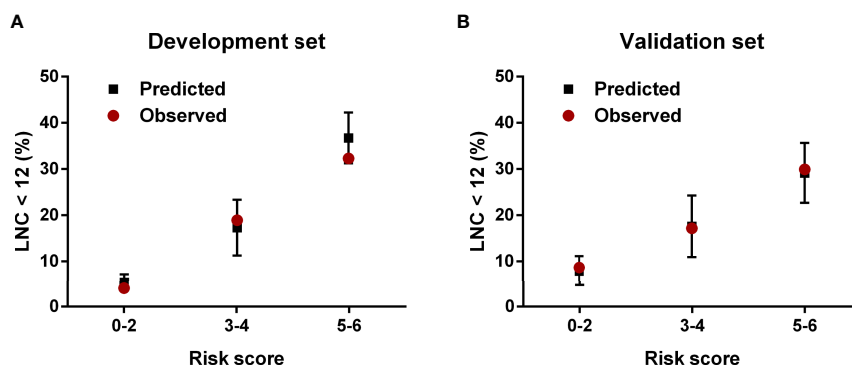 A
Development set
Predicted
Observed
50
40
30
20
10
0
LNC < 12 (%)
0-2
3-4
5-6
Risk score
B
Validation set
Predicted
Observed
50
40
30
20
10
0
LNC < 12 (%)
0-2
3-4
5-6
Risk score